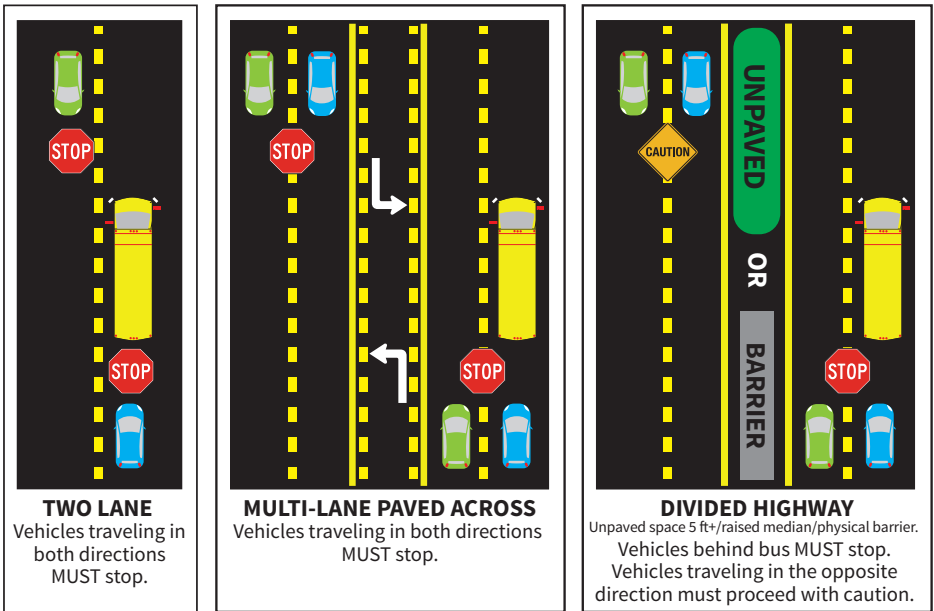 STOP
STOP
TWO LANE
Vehicles traveling in
both directions
MUST stop.
STOP
STOP
MULTI-LANE PAVED ACROSS
Vehicles traveling in both directions
MUST stop.
CAUTION
UNPAVED
OR
BARRIER
STOP
DIVIDED HIGHWAY
Unpaved space 5 ft+/raised median/physical barrier.
Vehicles behind bus MUST stop.
Vehicles traveling in the opposite
direction must proceed with caution.